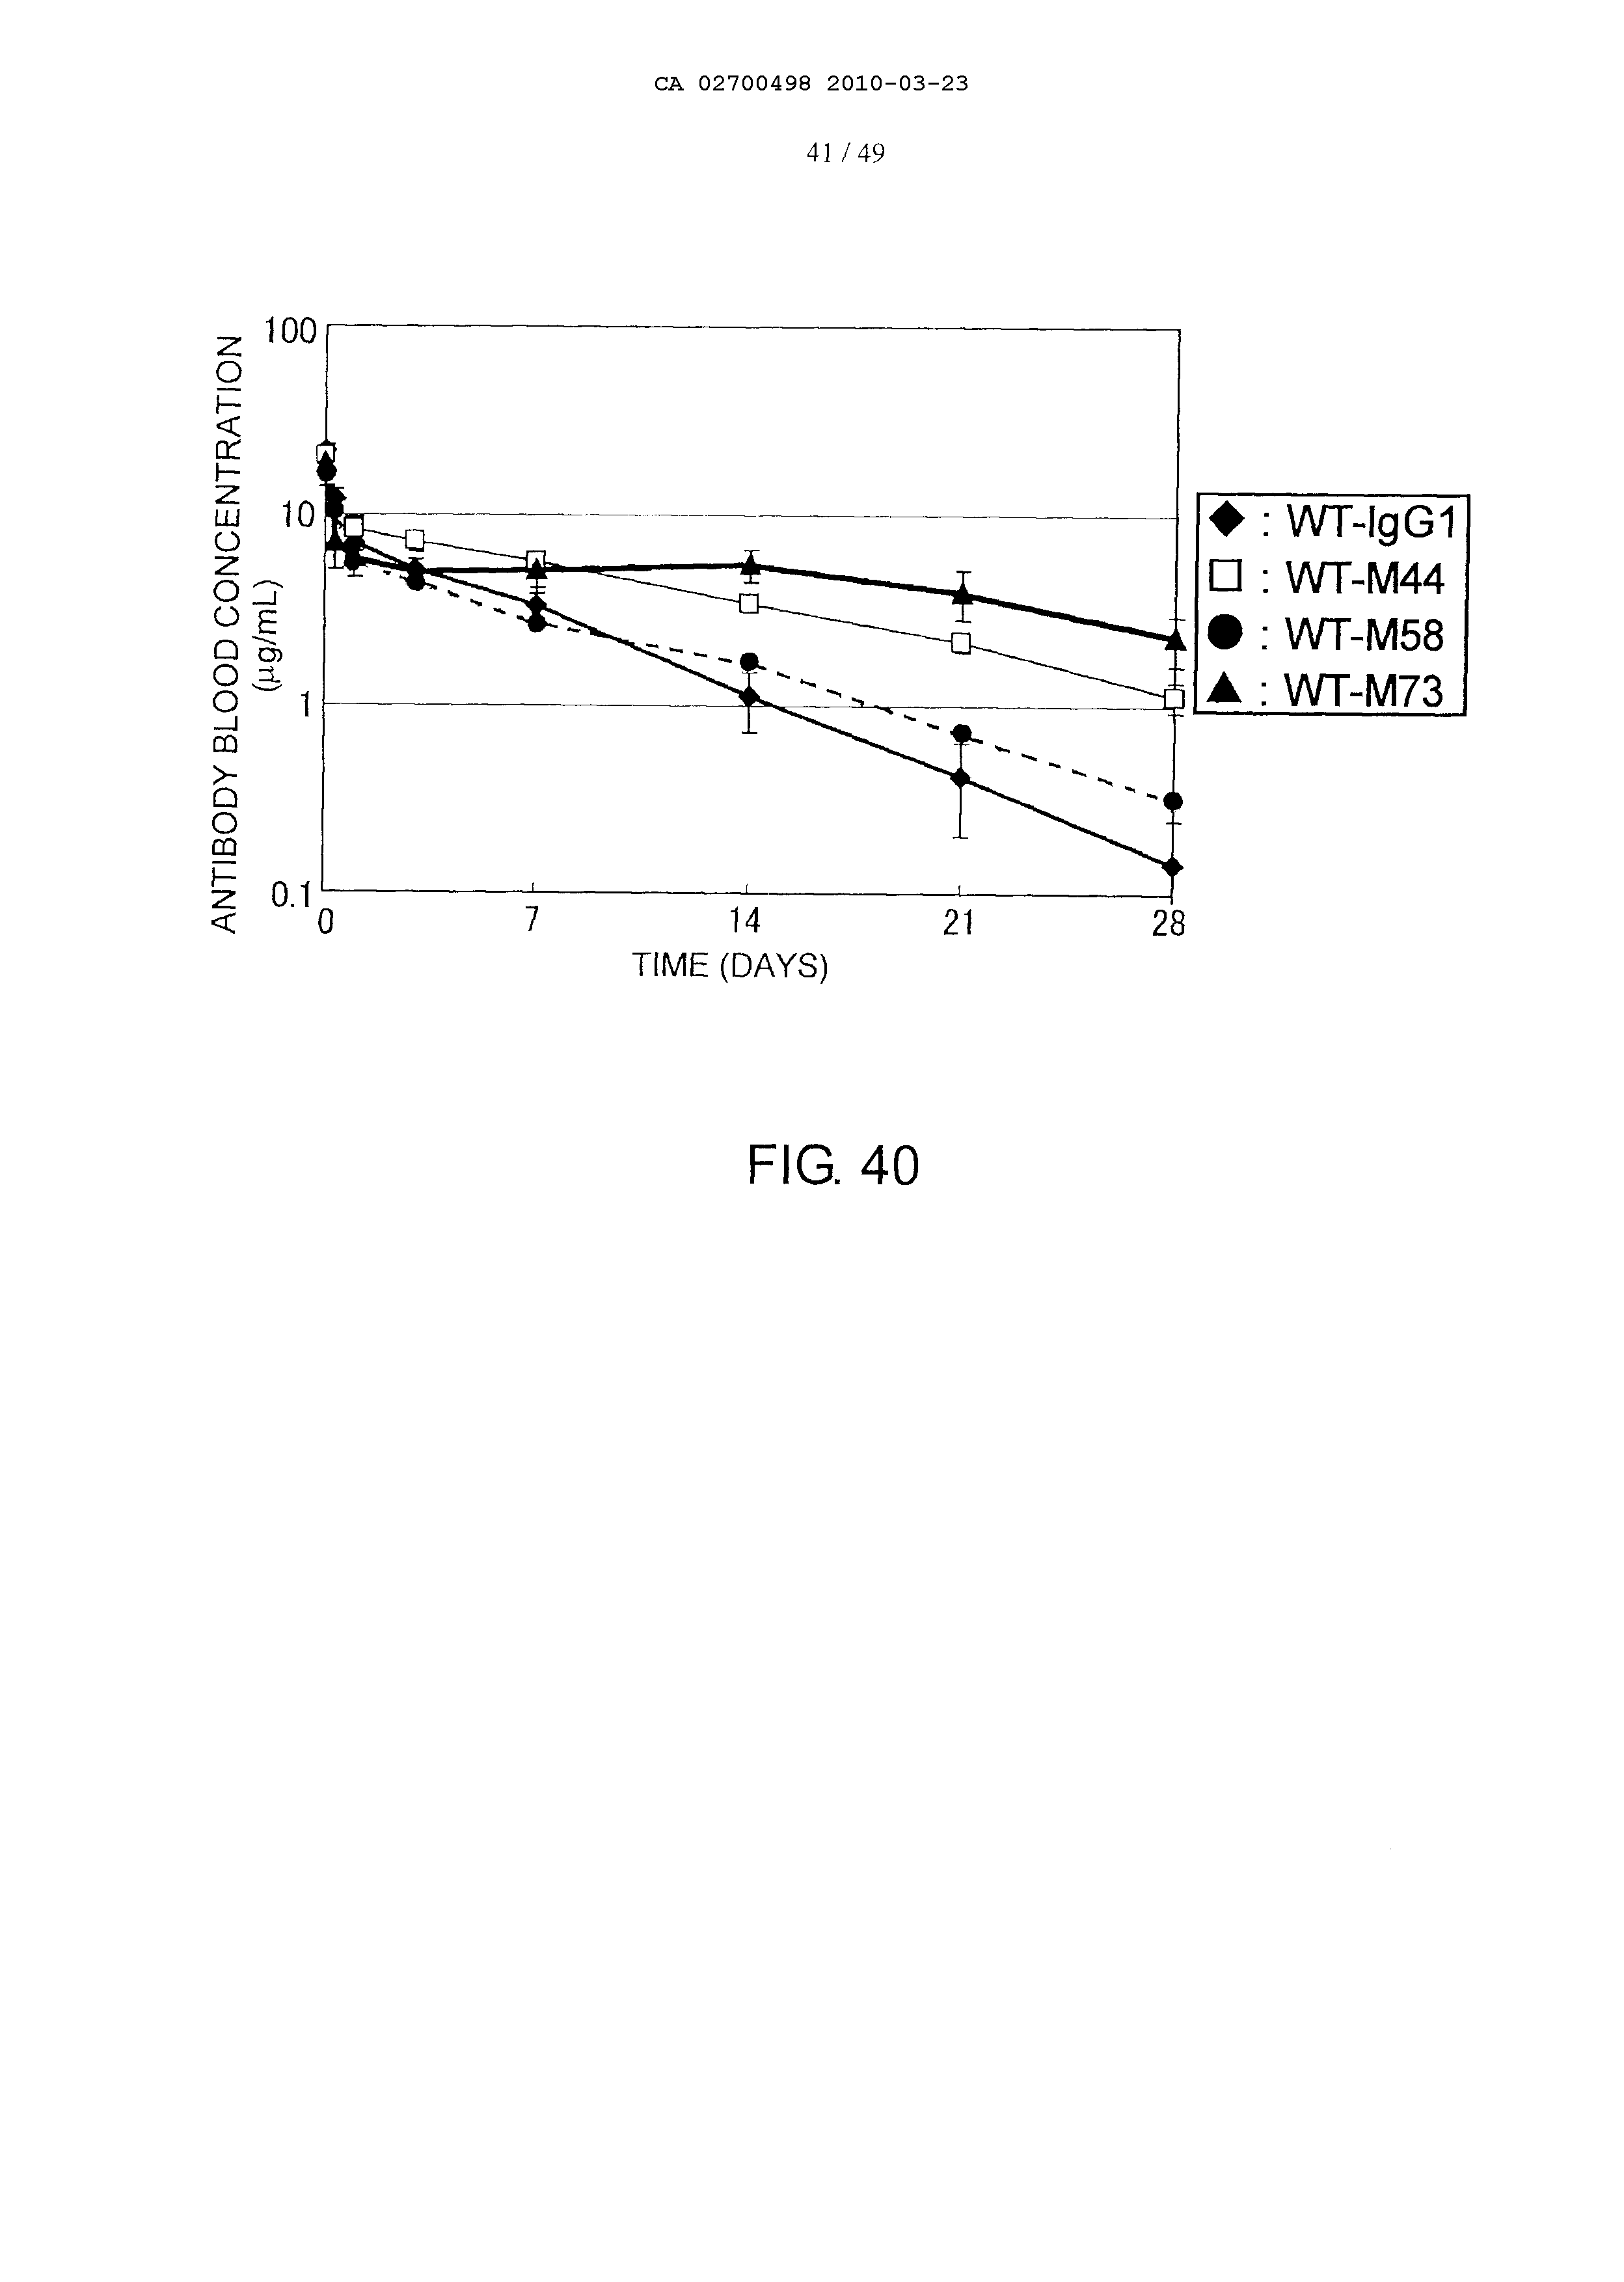 CA 02700498 2010-03-23
41 / 49
ANTIBODY BLOOD CONCENTRATION
(µg/mL)
100
10
1
0.1
0
7
14
21
28
TIME (DAYS)
: WT-IgG1
: WT-M44
: WT-M58
: WT-M73
FIG. 40